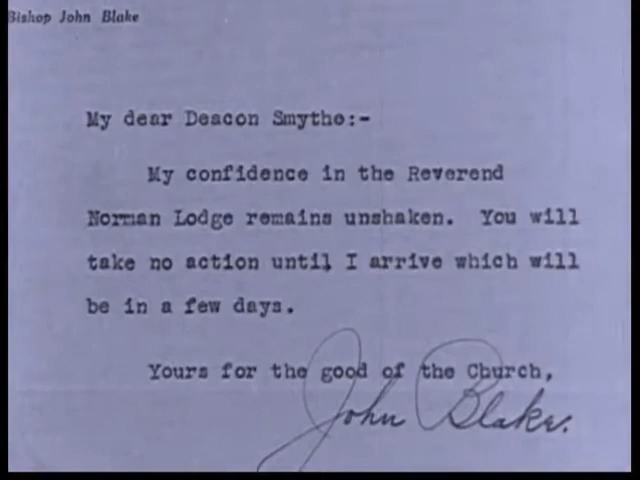 Bishop John Blake
My dear Deacon Smythe:-
My confidence in the Reverend
Norman Lodge remains unshaken. You will
take no action until I arrive which will
be in a few days.
Yours for the good of the Church,
John Blake.